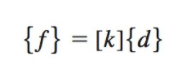 {f} = [k]{d}